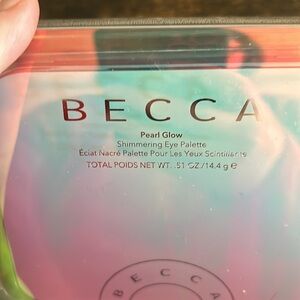 BECCA
Pearl Glow
Shimmering Eye Palette
Éclat Nacré Palette Pour Les Yeux Scintillante
TOTAL POIDS NET WT. .51 OZ/14.4 g e
BECCA